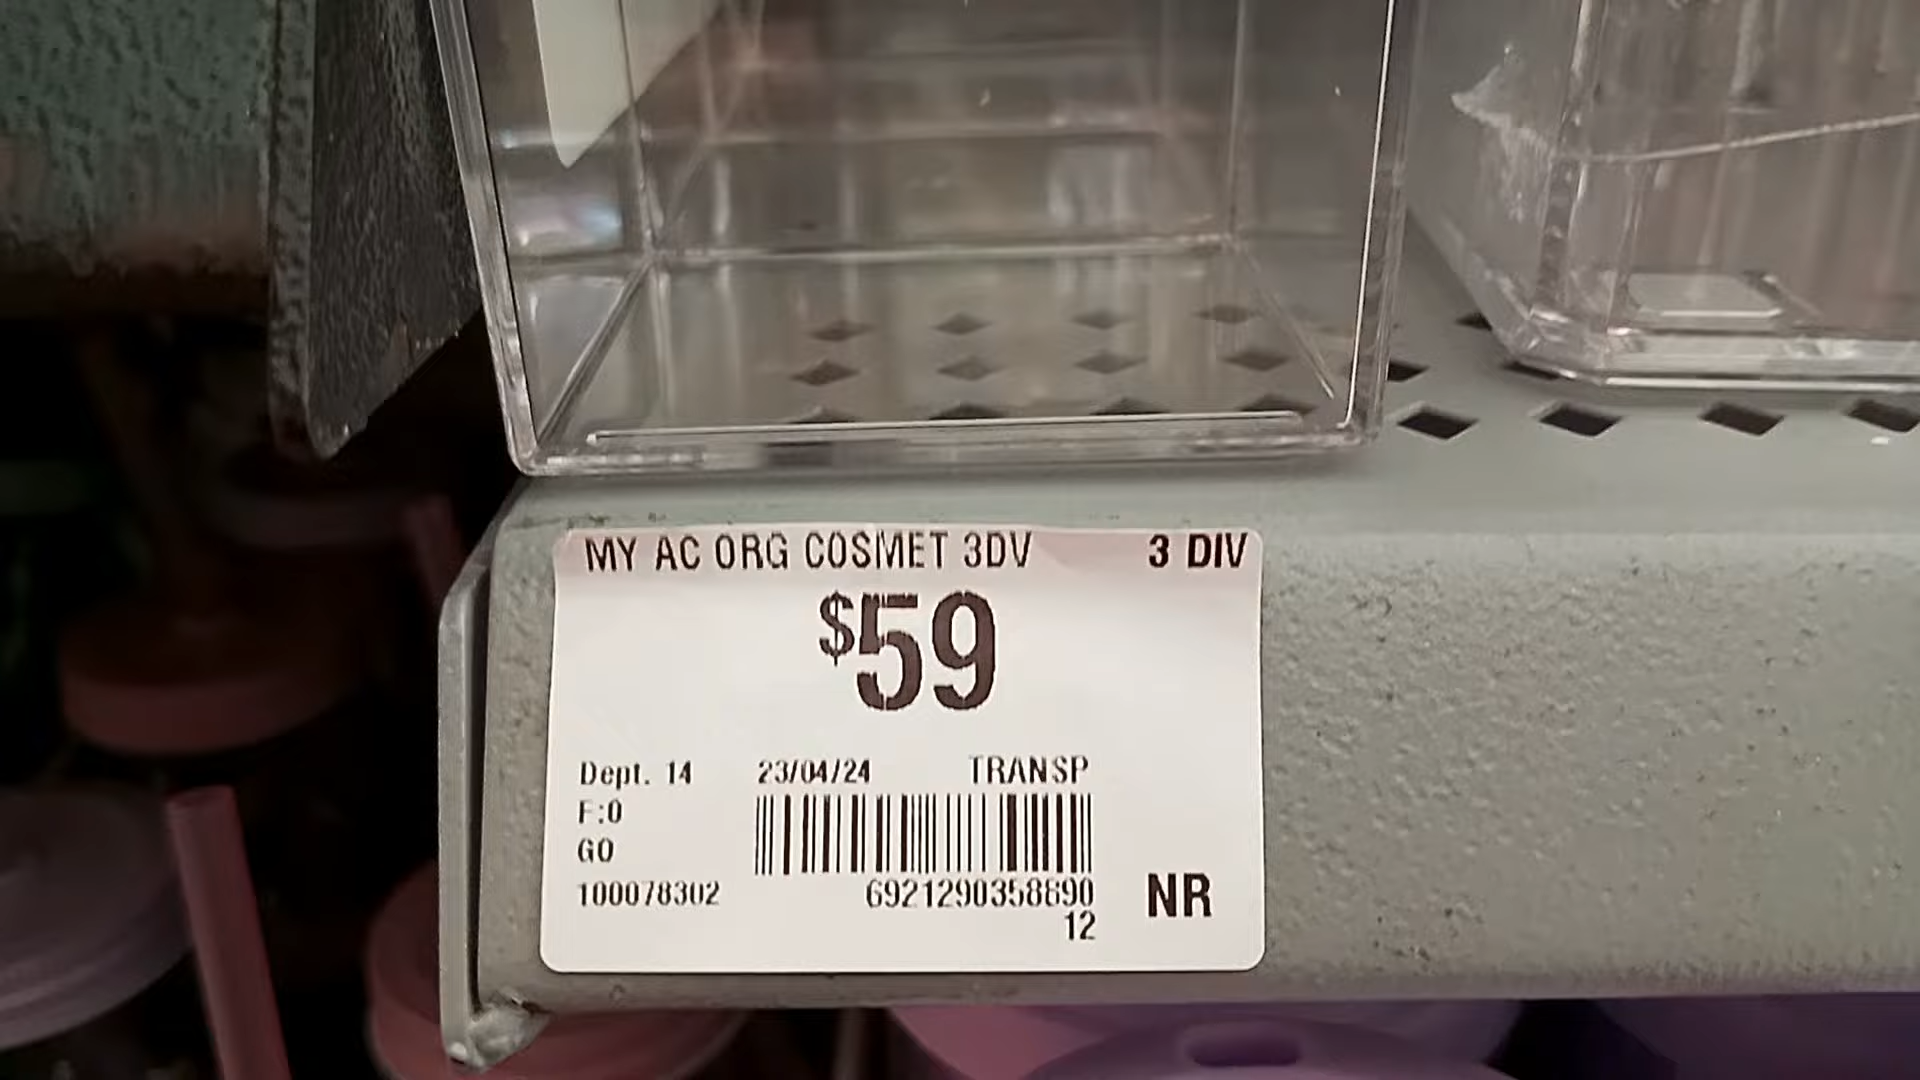 MY AC ORG COSMET 3DV 3 DIV
$59
Dept. 14 23/04/24 TRANSP
F:0
GO
100078302 6921290358890 NR
12